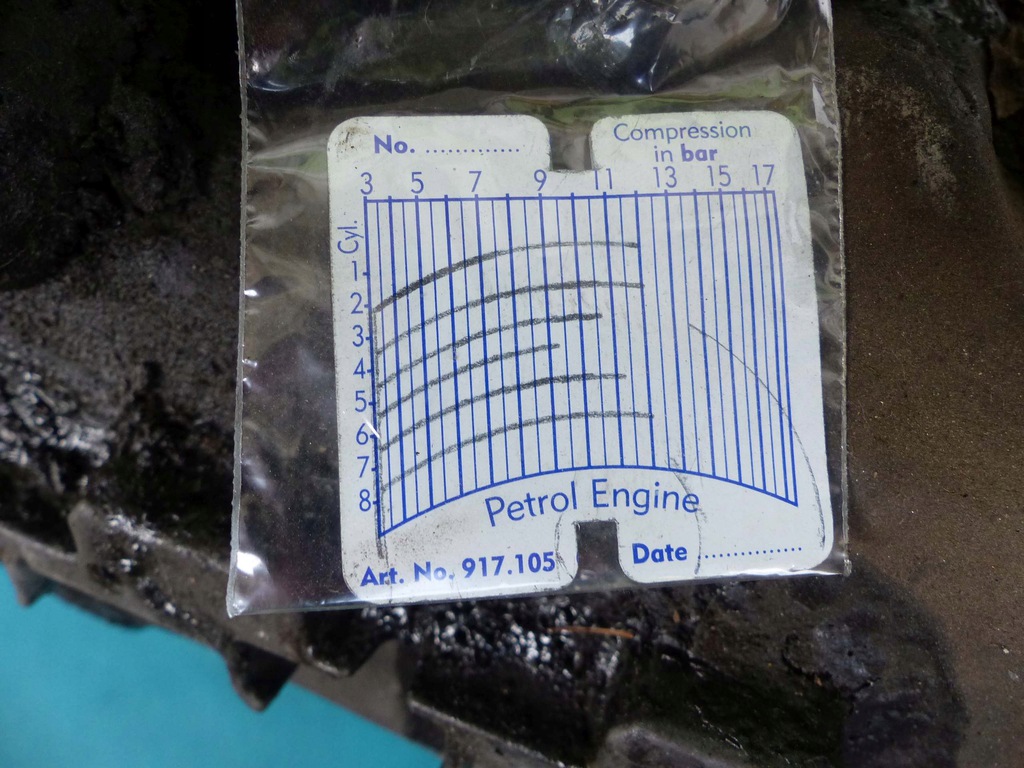 No. .............
Compression
in bar
3 5 7 9 11 13 15 17
Cyl.
1
2
3
4
5
6
7
8
Petrol Engine
Art. No. 917.105
Date ...............